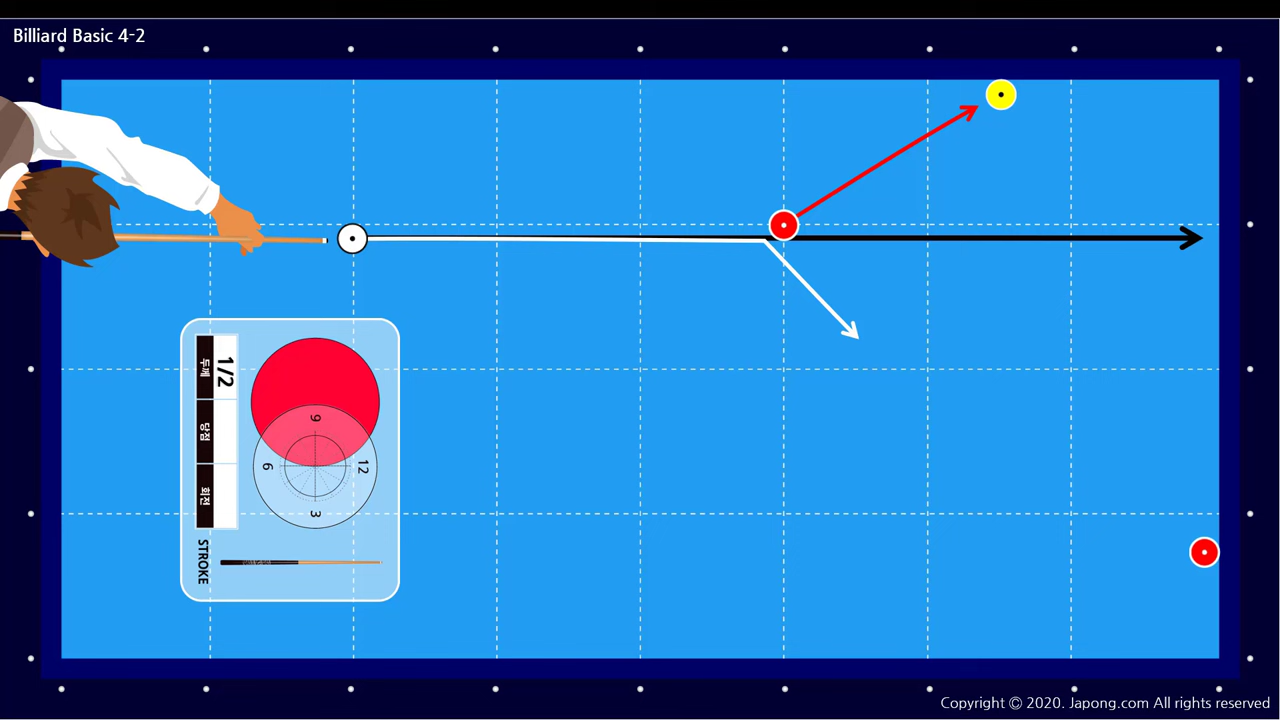 Billiard Basic 4-2
두께
1/2
당점
회전
9
6
12
3
STROKE
Copyright © 2020. Japong.com All rights reserved